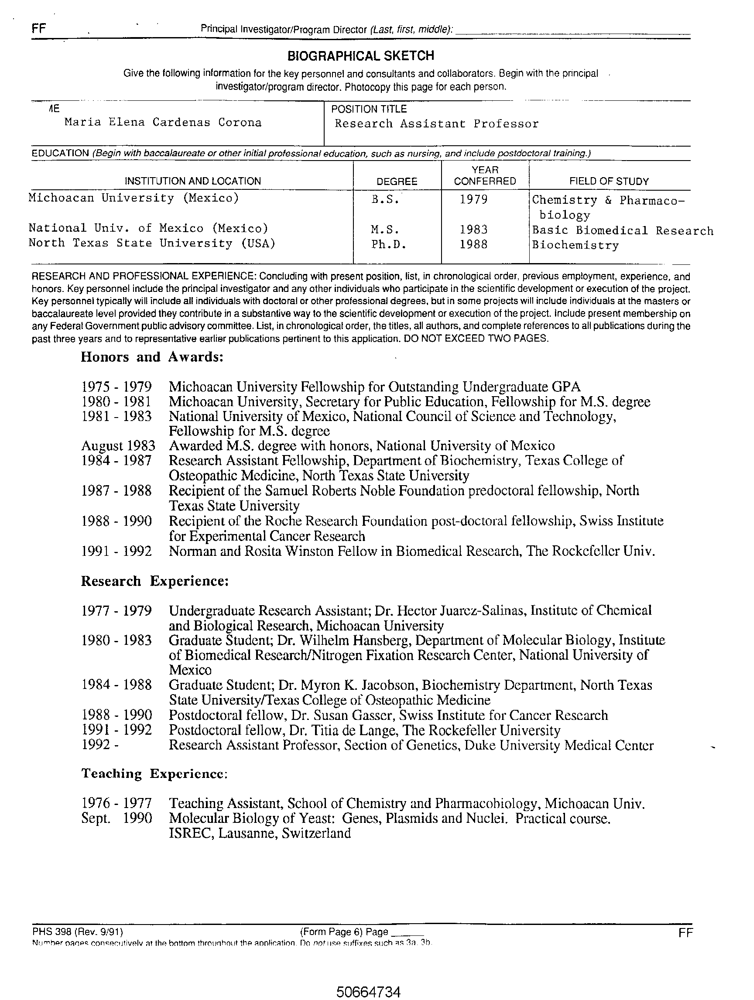 FF
Principal Investigator/Program Director (Last, first, middle):
BIOGRAPHICAL SKETCH
Give the following information for the key personnel and consultants and collaborators. Begin with the principal
investigator/program director. Photocopy this page for each person.
ME
POSITION TITLE
Maria Elena Cardenas Corona
Research Assistant Professor
EDUCATION (Begin with baccalaureate or other initial professional education, such as nursing, and include postdoctoral training.)
INSTITUTION AND LOCATION DEGREE YEAR CONFERRED FIELD OF STUDY
Michoacan University (Mexico) B.S. 1979 Chemistry & Pharmaco-
biology
National Univ. of Mexico (Mexico) M.S. 1983 Basic Biomedical Research
North Texas State University (USA) Ph.D. 1988 Biochemistry
RESEARCH AND PROFESSIONAL EXPERIENCE: Concluding with present position, list, in chronological order, previous employment, experience, and
honors. Key personnel include the principal investigator and any other individuals who participate in the scientific development or execution of the project.
Key personnel typically will include all individuals with doctoral or other professional degrees, but in some projects will include individuals at the masters or
baccalaureate level provided they contribute in a substantive way to the scientific development or execution of the project. Include present membership on
any Federal Government public advisory committee. List, in chronological order, the titles, all authors, and complete references to all publications during the
past three years and to representative earlier publications pertinent to this application. DO NOT EXCEED TWO PAGES.
Honors and Awards:
1975 - 1979 Michoacan University Fellowship for Outstanding Undergraduate GPA
1980 - 1981 Michoacan University, Secretary for Public Education, Fellowship for M.S. degree
1981 - 1983 National University of Mexico, National Council of Science and Technology,
Fellowship for M.S. degree
August 1983 Awarded M.S. degree with honors, National University of Mexico
1984 - 1987 Research Assistant Fellowship, Department of Biochemistry, Texas College of
Osteopathic Medicine, North Texas State University
1987 - 1988 Recipient of the Samuel Roberts Noble Foundation predoctoral fellowship, North
Texas State University
1988 - 1990 Recipient of the Roche Research Foundation post-doctoral fellowship, Swiss Institute
for Experimental Cancer Research
1991 - 1992 Norman and Rosita Winston Fellow in Biomedical Research, The Rockefeller Univ.
Research Experience:
1977 - 1979 Undergraduate Research Assistant; Dr. Hector Juarez-Salinas, Institute of Chemical
and Biological Research, Michoacan University
1980 - 1983 Graduate Student; Dr. Wilhelm Hansberg, Department of Molecular Biology, Institute
of Biomedical Research/Nitrogen Fixation Research Center, National University of
Mexico
1984 - 1988 Graduate Student; Dr. Myron K. Jacobson, Biochemistry Department, North Texas
State University/Texas College of Osteopathic Medicine
1988 - 1990 Postdoctoral fellow, Dr. Susan Gasser, Swiss Institute for Cancer Research
1991 - 1992 Postdoctoral fellow, Dr. Titia de Lange, The Rockefeller University
1992 - Research Assistant Professor, Section of Genetics, Duke University Medical Center
Teaching Experience:
1976 - 1977 Teaching Assistant, School of Chemistry and Pharmacobiology, Michoacan Univ.
Sept. 1990 Molecular Biology of Yeast: Genes, Plasmids and Nuclei. Practical course.
ISREC, Lausanne, Switzerland
PHS 398 (Rev. 9/91) (Form Page 6) Page FF
Number pages consecutively at the bottom throughout the application. Do not use suffixes such as 3a, 3b.
50664734